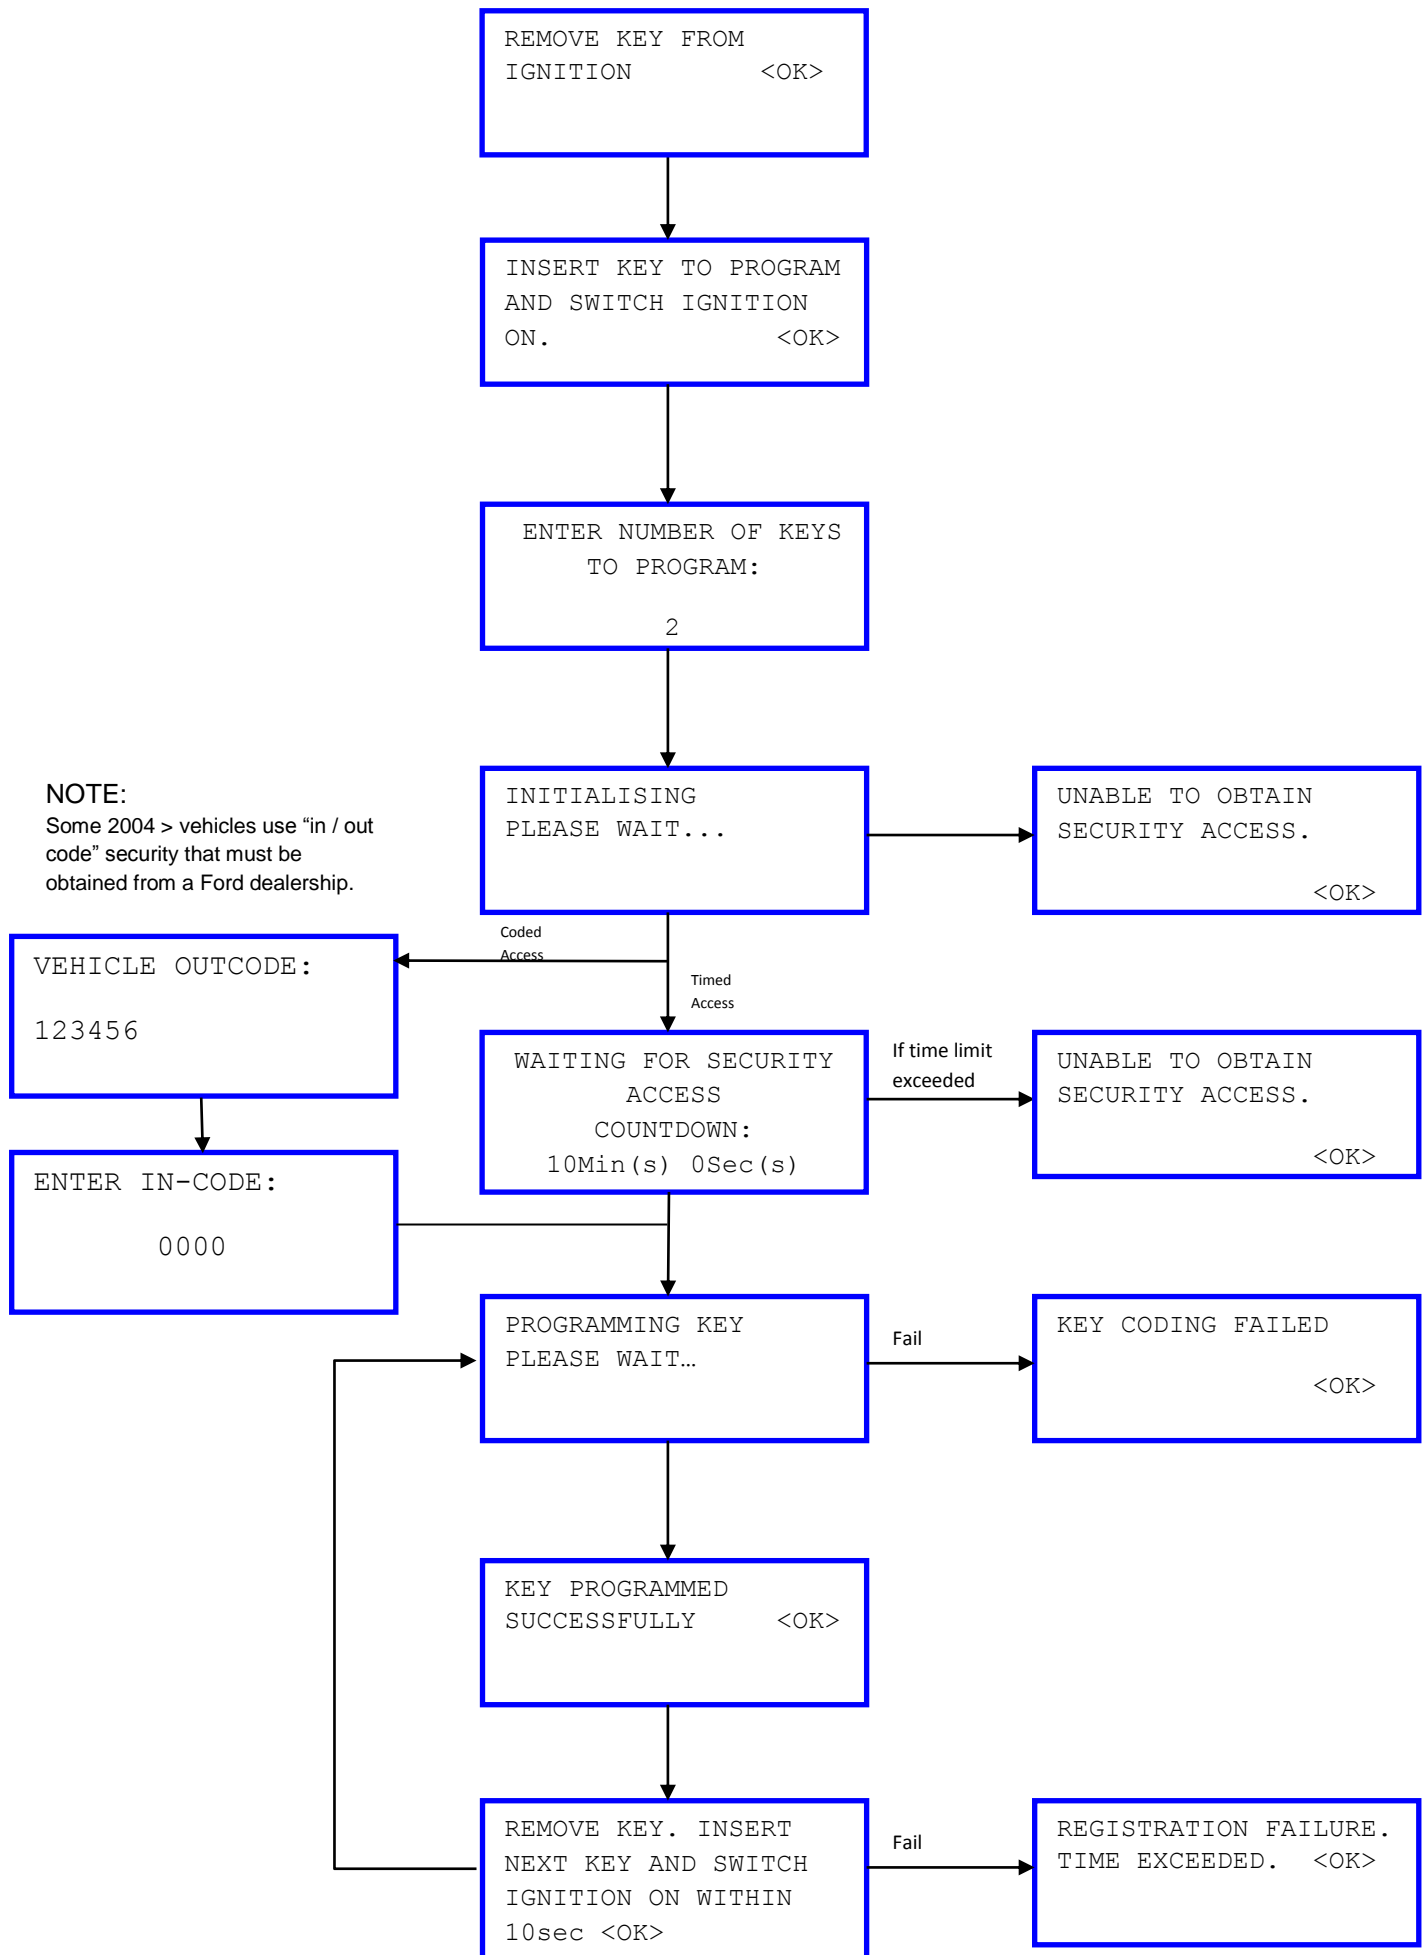 REMOVE KEY FROM
IGNITION <OK>
INSERT KEY TO PROGRAM
AND SWITCH IGNITION
ON. <OK>
ENTER NUMBER OF KEYS
TO PROGRAM:
2
NOTE:
Some 2004 > vehicles use “in / out
code” security that must be
obtained from a Ford dealership.
INITIALISING
PLEASE WAIT...
UNABLE TO OBTAIN
SECURITY ACCESS.
<OK>
Coded
Access
Timed
Access
VEHICLE OUTCODE:
123456
ENTER IN-CODE:
0000
WAITING FOR SECURITY
ACCESS
COUNTDOWN:
10Min(s) 0Sec(s)
If time limit
exceeded
UNABLE TO OBTAIN
SECURITY ACCESS.
<OK>
PROGRAMMING KEY
PLEASE WAIT…
Fail
KEY CODING FAILED
<OK>
KEY PROGRAMMED
SUCCESSFULLY <OK>
REMOVE KEY. INSERT
NEXT KEY AND SWITCH
IGNITION ON WITHIN
10sec <OK>
Fail
REGISTRATION FAILURE.
TIME EXCEEDED. <OK>